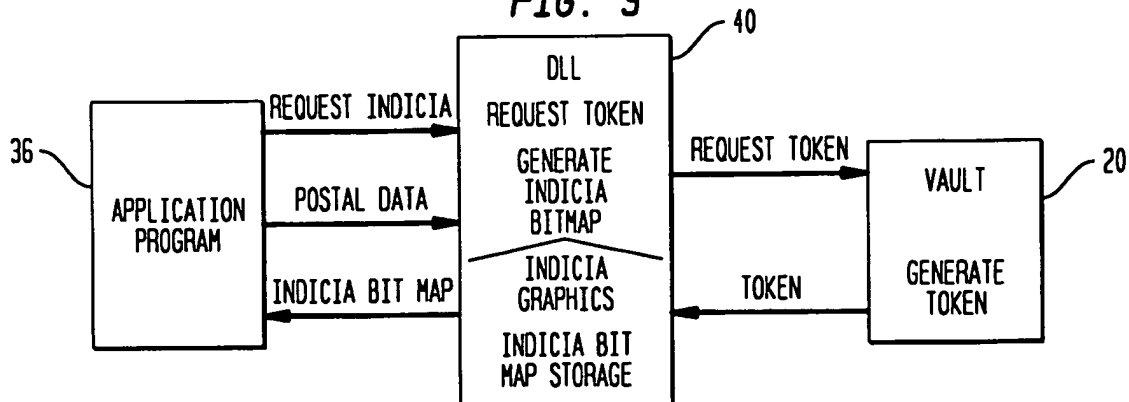 FIG.
40
DLL
REQUEST INDICIA
REQUEST TOKEN
36
GENERATE
INDICIA
BITMAP
REQUEST TOKEN
20
VAULT
APPLICATION
PROGRAM
POSTAL DATA
INDICIA
GRAPHICS
INDICIA BIT MAP
TOKEN
GENERATE
TOKEN
INDICIA BIT
MAP STORAGE